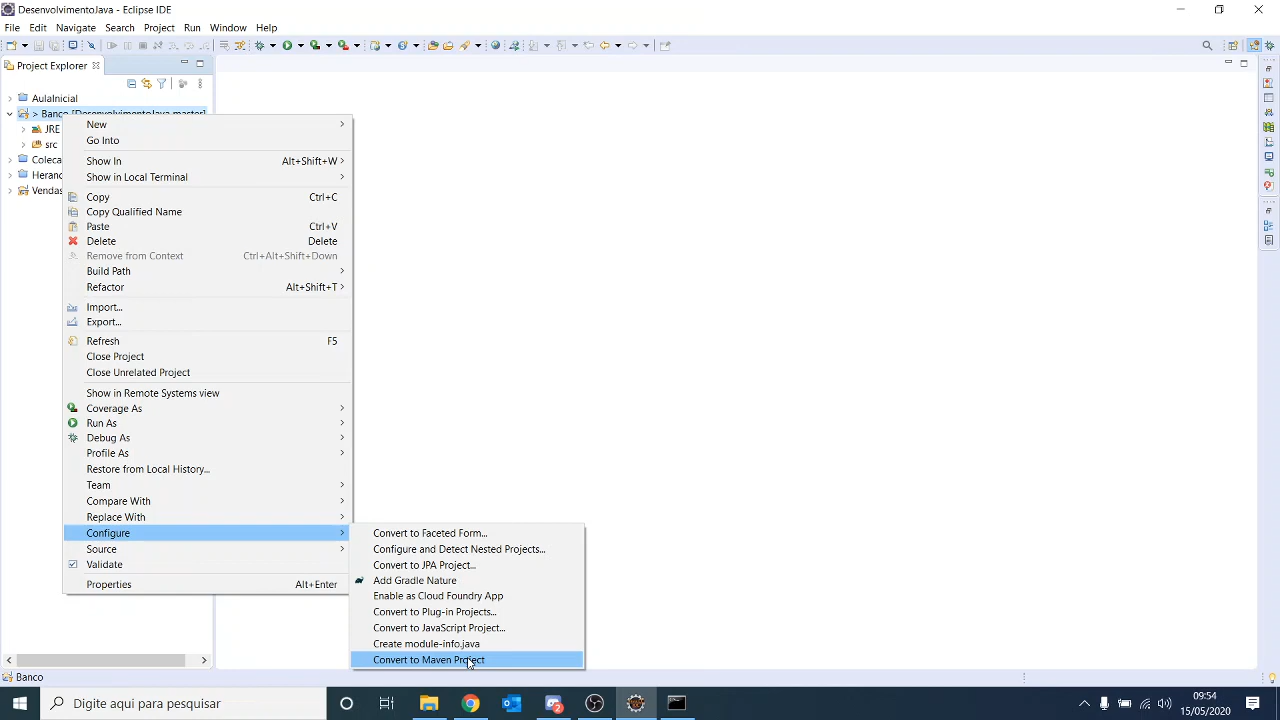 DesenvolvimentoJava - Eclipse IDE
File Edit Navigate Search Project Run Window Help
Project Explorer
AulaInicial
> Banco [DesenvolvimentoJava master]
JRE
src
Coleca
Heranc
Vendas
New
Go Into
Show In Alt+Shift+W
Show in Local Terminal
Copy Ctrl+C
Copy Qualified Name
Paste Ctrl+V
Delete Delete
Remove from Context Ctrl+Alt+Shift+Down
Build Path
Refactor Alt+Shift+T
Import...
Export...
Refresh F5
Close Project
Close Unrelated Project
Show in Remote Systems view
Coverage As
Run As
Debug As
Profile As
Restore from Local History...
Team
Compare With
Replace With
Configure
Source
Validate
Properties Alt+Enter
Convert to Faceted Form...
Configure and Detect Nested Projects...
Convert to JPA Project...
Add Gradle Nature
Enable as Cloud Foundry App
Convert to Plug-in Projects...
Convert to JavaScript Project...
Create module-info.java
Convert to Maven Project
Banco
Digite aqui para pesquisar
09:54
15/05/2020